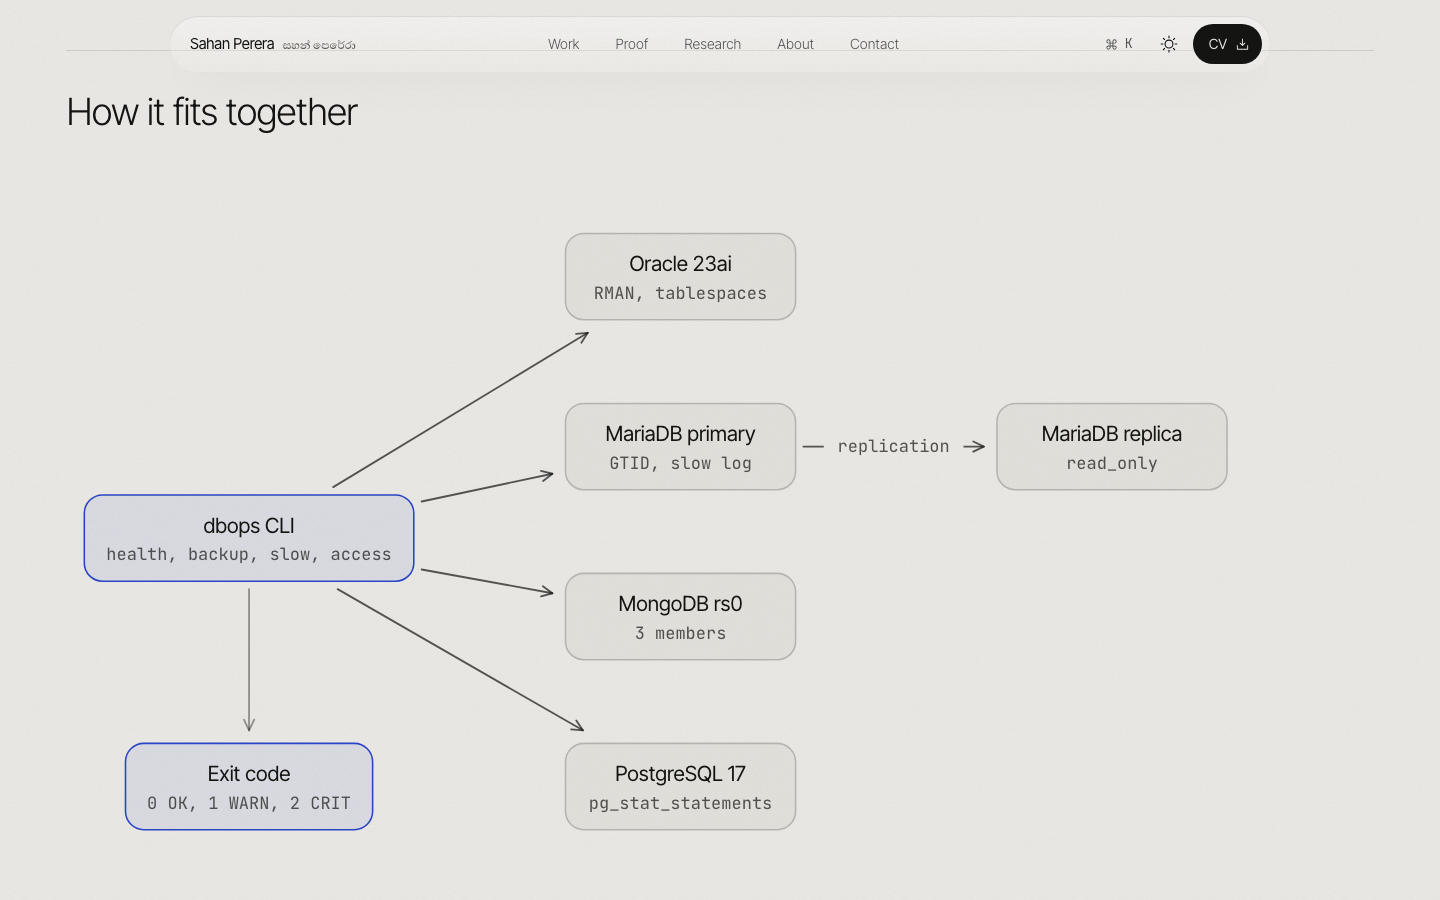 Sahan Perera සහන් පෙරේරා
Work Proof Research About Contact
⌘ K
CV
How it fits together
Oracle 23ai
RMAN, tablespaces
MariaDB primary
GTID, slow log
replication
MariaDB replica
read_only
dbops CLI
health, backup, slow, access
MongoDB rs0
3 members
Exit code
0 OK, 1 WARN, 2 CRIT
PostgreSQL 17
pg_stat_statements